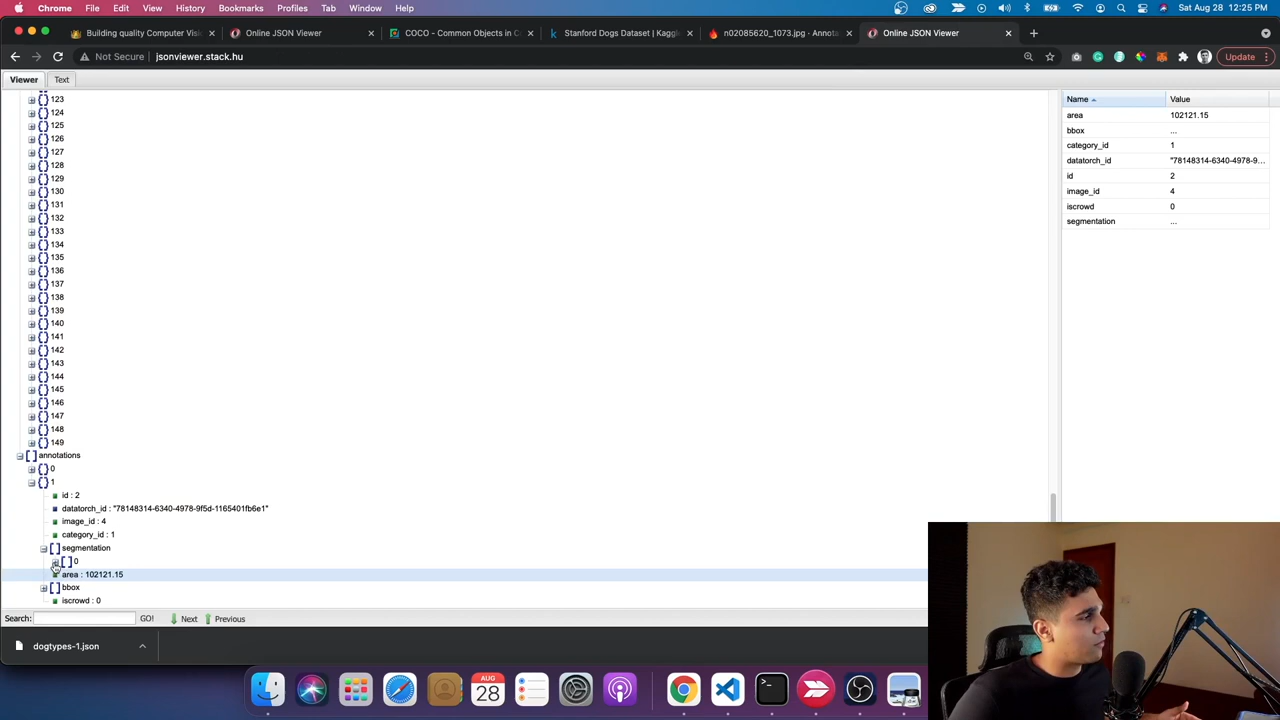 Chrome File Edit View History Bookmarks Profiles Tab Window Help Sat Aug 28 12:25 PM
Building quality Computer Vis Online JSON Viewer COCO - Common Objects in C Stanford Dogs Dataset | Kaggl n02085620_1073.jpg - Annota Online JSON Viewer
Not Secure jsonviewer.stack.hu Update
Viewer Text
Name Value
area 102121.15
bbox ...
category_id 1
datatorch_id "78148314-6340-4978-9...
id 2
image_id 4
iscrowd 0
segmentation ...
123
124
125
126
127
128
129
130
131
132
133
134
135
136
137
138
139
140
141
142
143
144
145
146
147
148
149
annotations
0
1
id : 2
datatorch_id : "78148314-6340-4978-9f5d-1165401fb6e1"
image_id : 4
category_id : 1
segmentation
0
area : 102121.15
bbox
iscrowd : 0
Search: GO! Next Previous
dogtypes-1.json
AUG
28